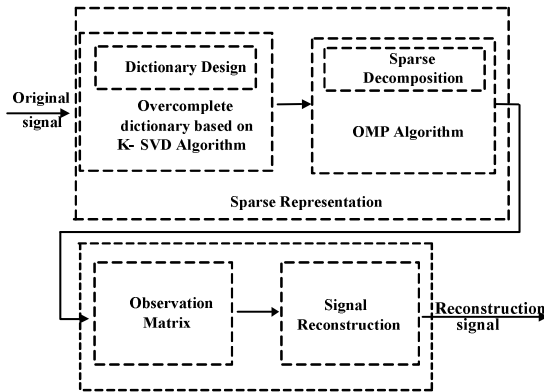 Original
signal
Dictionary Design
Overcomplete
dictionary based on
K- SVD Algorithm
Sparse
Decomposition
OMP Algorithm
Sparse Representation
Observation
Matrix
Signal
Reconstruction
Reconstruction
signal